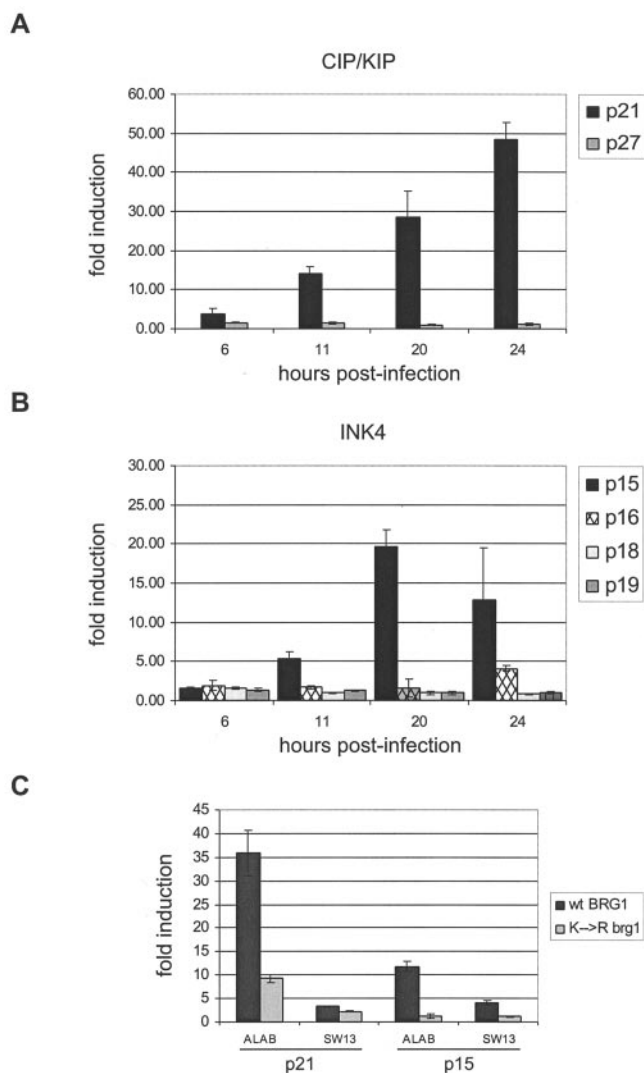 A
CIP/KIP
60.00
50.00
40.00
30.00
20.00
10.00
0.00
fold induction
6 11 20 24
hours post-infection
p21
p27
B
INK4
30.00
25.00
20.00
15.00
10.00
5.00
0.00
fold induction
6 11 20 24
hours post-infection
p15
p16
p18
p19
C
45
40
35
30
25
20
15
10
5
0
fold induction
ALAB SW13 ALAB SW13
p21 p15
wt BRG1
K-->R brg1